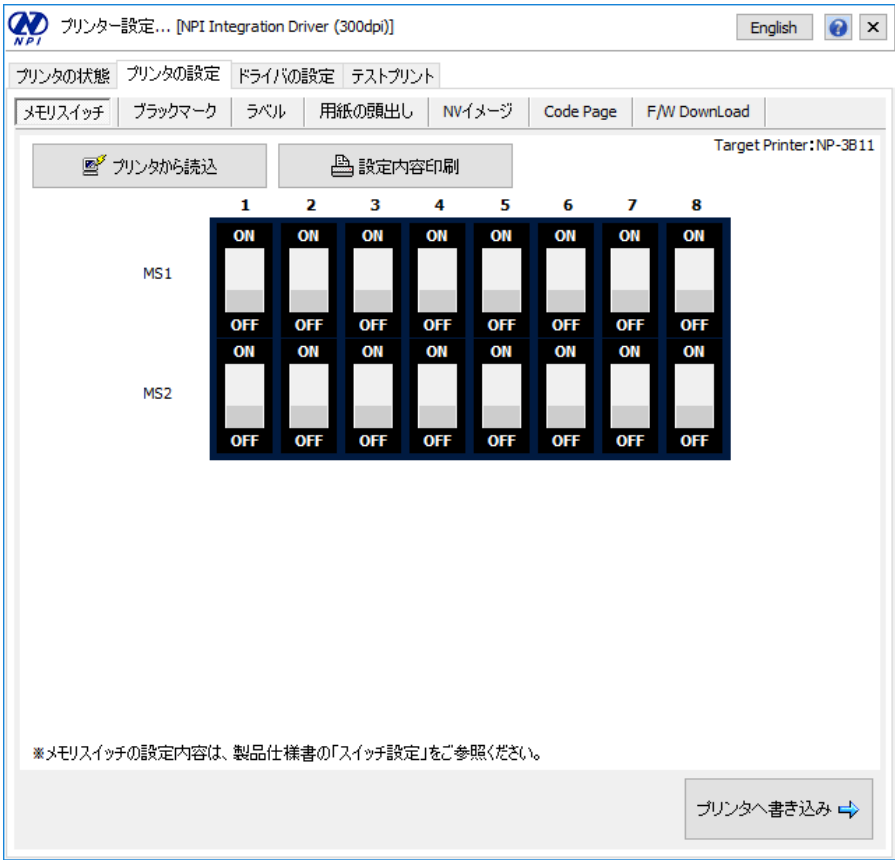 NPI プリンター設定... [NPI Integration Driver (300dpi)] English ? ×
プリンタの状態 プリンタの設定 ドライバの設定 テストプリント
メモリスイッチ ブラックマーク ラベル 用紙の頭出し NVイメージ Code Page F/W DownLoad
Target Printer:NP-3B11
プリンタから読込 設定内容印刷
1 2 3 4 5 6 7 8
ON ON ON ON ON ON ON ON
MS1
OFF OFF OFF OFF OFF OFF OFF OFF
ON ON ON ON ON ON ON ON
MS2
OFF OFF OFF OFF OFF OFF OFF OFF
※メモリスイッチの設定内容は、製品仕様書の「スイッチ設定」をご参照ください。
プリンタへ書き込み